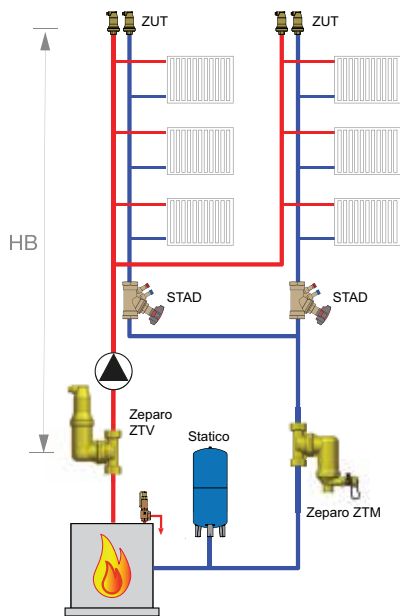 ZUT
ZUT
HB
STAD
STAD
Zeparo
ZTV
Statico
Zeparo ZTM